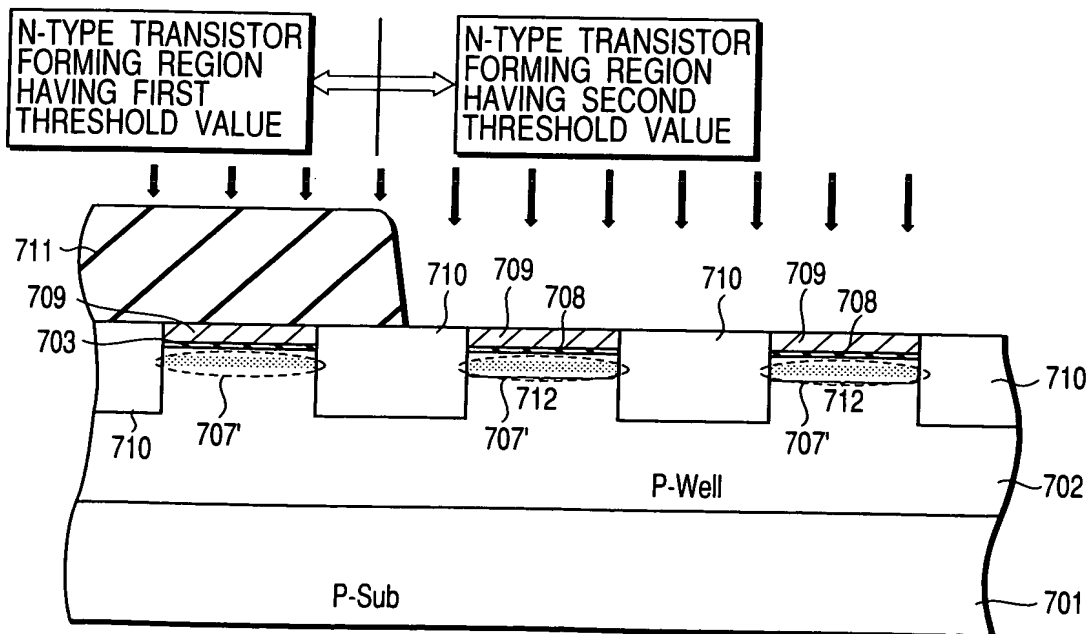 N-TYPE TRANSISTOR
FORMING REGION
HAVING FIRST
THRESHOLD VALUE
N-TYPE TRANSISTOR
FORMING REGION
HAVING SECOND
THRESHOLD VALUE
711
709
703
710
707'
710
709
708
712
707'
710
709
708
712
707'
710
P-Well
702
P-Sub
701